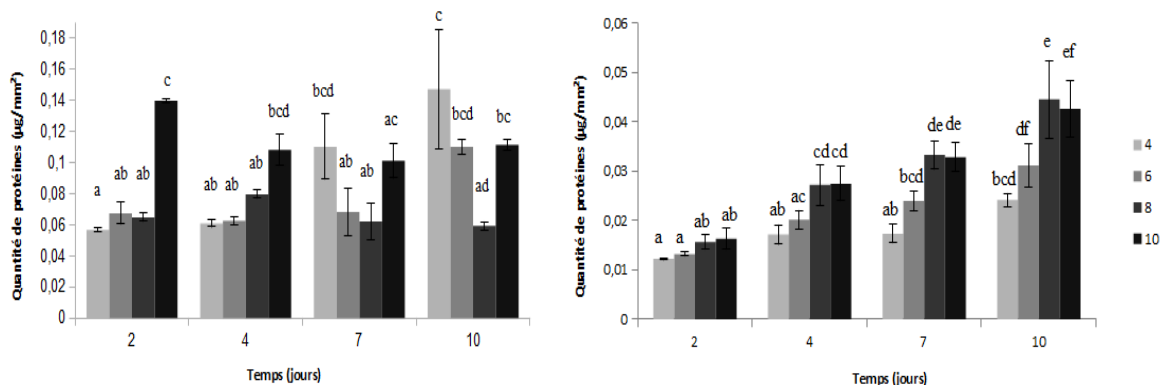 Quantité de protéines (µg/mm²)
0,18
0,16
0,14
0,12
0,1
0,08
0,06
0,04
0,02
0
a
ab
ab
c
ab
ab
ab
bcd
bcd
ab
ab
ac
c
bcd
ad
bc
2
4
7
10
Temps (jours)
Quantité de protéines (µg/mm²)
0,06
0,05
0,04
0,03
0,02
0,01
0
a
a
ab
ab
ab
ac
cd
cd
ab
bcd
de
de
bcd
df
e
ef
2
4
7
10
Temps (jours)
4
6
8
10